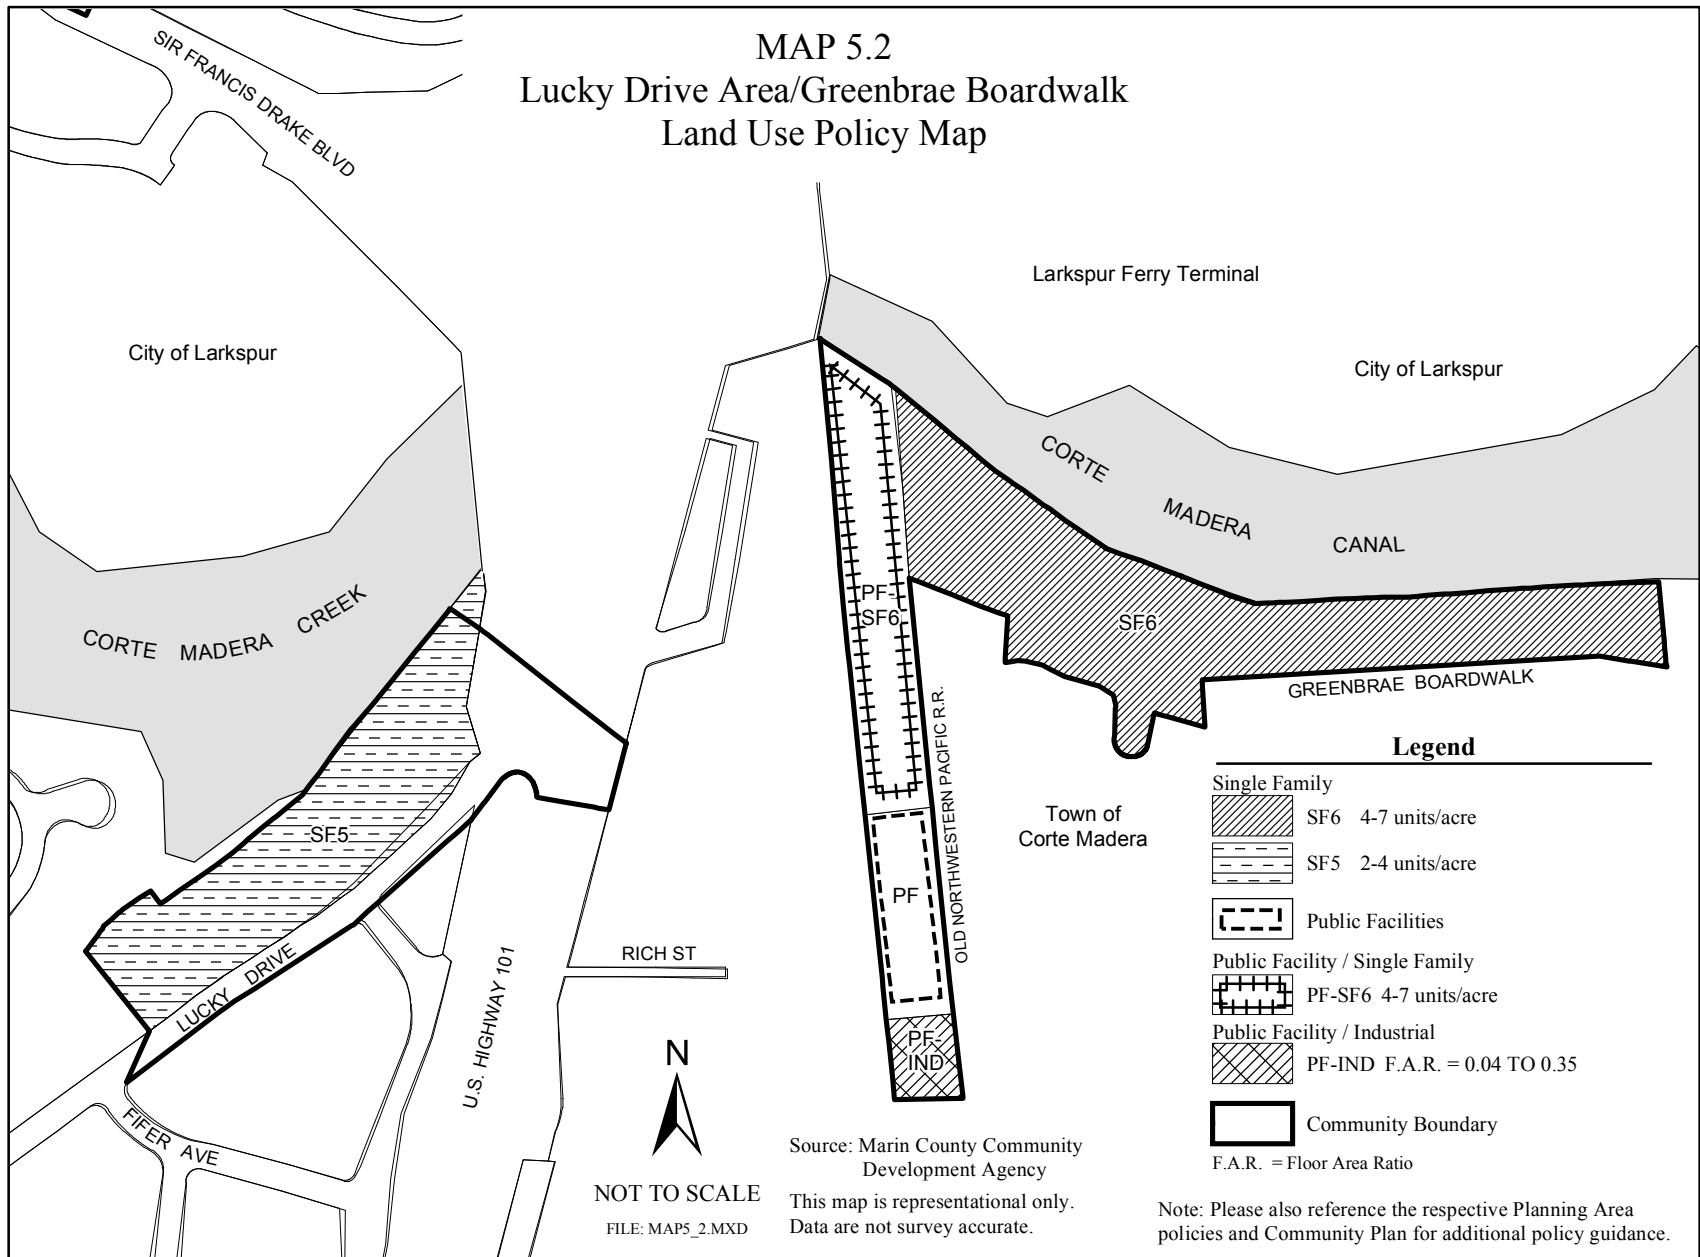 MAP 5.2
Lucky Drive Area/Greenbrae Boardwalk
Land Use Policy Map
SIR FRANCIS DRAKE BLVD
Larkspur Ferry Terminal
City of Larkspur
City of Larkspur
CORTE MADERA CANAL
CORTE MADERA CREEK
PF-
SF6
SF6
GREENBRAE BOARDWALK
SF5
Town of
Corte Madera
OLD NORTHWESTERN PACIFIC R.R.
PF
LUCKY DRIVE
U.S. HIGHWAY 101
RICH ST
PF-
IND
FIFER AVE
N
NOT TO SCALE
FILE: MAP5_2.MXD
Source: Marin County Community
Development Agency
This map is representational only.
Data are not survey accurate.
Legend
Single Family
SF6 4-7 units/acre
SF5 2-4 units/acre
Public Facilities
Public Facility / Single Family
PF-SF6 4-7 units/acre
Public Facility / Industrial
PF-IND F.A.R. = 0.04 TO 0.35
Community Boundary
F.A.R. = Floor Area Ratio
Note: Please also reference the respective Planning Area
policies and Community Plan for additional policy guidance.